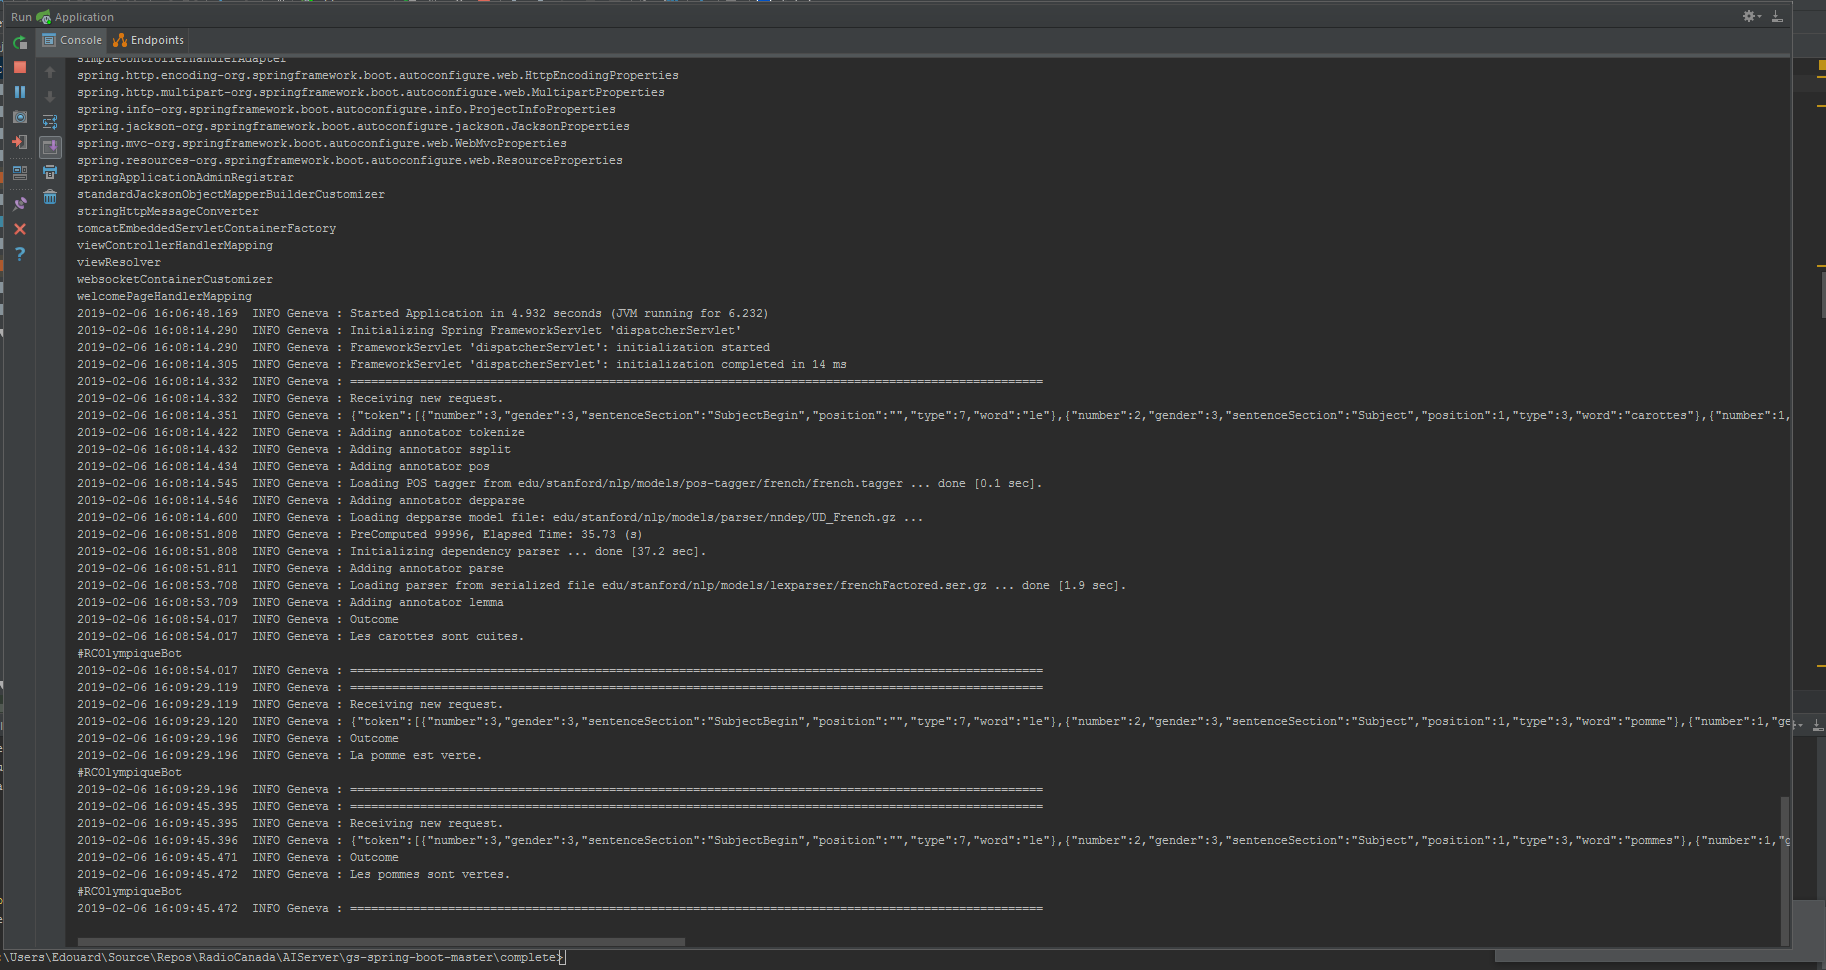 Run Application
Console Endpoints
simpleControllerHandlerAdapter
spring.http.encoding-org.springframework.boot.autoconfigure.web.HttpEncodingProperties
spring.http.multipart-org.springframework.boot.autoconfigure.web.MultipartProperties
spring.info-org.springframework.boot.autoconfigure.info.ProjectInfoProperties
spring.jackson-org.springframework.boot.autoconfigure.jackson.JacksonProperties
spring.mvc-org.springframework.boot.autoconfigure.web.WebMvcProperties
spring.resources-org.springframework.boot.autoconfigure.web.ResourceProperties
springApplicationAdminRegistrar
standardJacksonObjectMapperBuilderCustomizer
stringHttpMessageConverter
tomcatEmbeddedServletContainerFactory
viewControllerHandlerMapping
viewResolver
websocketContainerCustomizer
welcomePageHandlerMapping
2019-02-06 16:06:48.169  INFO Geneva : Started Application in 4.932 seconds (JVM running for 6.232)
2019-02-06 16:08:14.290  INFO Geneva : Initializing Spring FrameworkServlet 'dispatcherServlet'
2019-02-06 16:08:14.290  INFO Geneva : FrameworkServlet 'dispatcherServlet': initialization started
2019-02-06 16:08:14.305  INFO Geneva : FrameworkServlet 'dispatcherServlet': initialization completed in 14 ms
2019-02-06 16:08:14.332  INFO Geneva : ===================================================================================================
2019-02-06 16:08:14.332  INFO Geneva : Receiving new request.
2019-02-06 16:08:14.351  INFO Geneva : {"token":[{"number":3,"gender":3,"sentenceSection":"SubjectBegin","position":"","type":7,"word":"le"},{"number":2,"gender":3,"sentenceSection":"Subject","position":1,"type":3,"word":"carottes"},{"number":1,
2019-02-06 16:08:14.422  INFO Geneva : Adding annotator tokenize
2019-02-06 16:08:14.432  INFO Geneva : Adding annotator ssplit
2019-02-06 16:08:14.434  INFO Geneva : Adding annotator pos
2019-02-06 16:08:14.545  INFO Geneva : Loading POS tagger from edu/stanford/nlp/models/pos-tagger/french/french.tagger ... done [0.1 sec].
2019-02-06 16:08:14.546  INFO Geneva : Adding annotator depparse
2019-02-06 16:08:14.600  INFO Geneva : Loading depparse model file: edu/stanford/nlp/models/parser/nndep/UD_French.gz ...
2019-02-06 16:08:51.808  INFO Geneva : PreComputed 99996, Elapsed Time: 35.73 (s)
2019-02-06 16:08:51.808  INFO Geneva : Initializing dependency parser ... done [37.2 sec].
2019-02-06 16:08:51.811  INFO Geneva : Adding annotator parse
2019-02-06 16:08:53.708  INFO Geneva : Loading parser from serialized file edu/stanford/nlp/models/lexparser/frenchFactored.ser.gz ... done [1.9 sec].
2019-02-06 16:08:53.709  INFO Geneva : Adding annotator lemma
2019-02-06 16:08:54.017  INFO Geneva : Outcome
2019-02-06 16:08:54.017  INFO Geneva : Les carottes sont cuites.
#RCOlympiqueBot
2019-02-06 16:08:54.017  INFO Geneva : ===================================================================================================
2019-02-06 16:09:29.119  INFO Geneva : ===================================================================================================
2019-02-06 16:09:29.119  INFO Geneva : Receiving new request.
2019-02-06 16:09:29.120  INFO Geneva : {"token":[{"number":3,"gender":3,"sentenceSection":"SubjectBegin","position":"","type":7,"word":"le"},{"number":2,"gender":3,"sentenceSection":"Subject","position":1,"type":3,"word":"pomme"},{"number":1,"ge
2019-02-06 16:09:29.196  INFO Geneva : Outcome
2019-02-06 16:09:29.196  INFO Geneva : La pomme est verte.
#RCOlympiqueBot
2019-02-06 16:09:29.196  INFO Geneva : ===================================================================================================
2019-02-06 16:09:45.395  INFO Geneva : ===================================================================================================
2019-02-06 16:09:45.395  INFO Geneva : Receiving new request.
2019-02-06 16:09:45.396  INFO Geneva : {"token":[{"number":3,"gender":3,"sentenceSection":"SubjectBegin","position":"","type":7,"word":"le"},{"number":2,"gender":3,"sentenceSection":"Subject","position":1,"type":3,"word":"pommes"},{"number":1,"g
2019-02-06 16:09:45.471  INFO Geneva : Outcome
2019-02-06 16:09:45.472  INFO Geneva : Les pommes sont vertes.
#RCOlympiqueBot
2019-02-06 16:09:45.472  INFO Geneva : ===================================================================================================
:\Users\Edouard\Source\Repos\RadioCanada\AIServer\gs-spring-boot-master\complete>